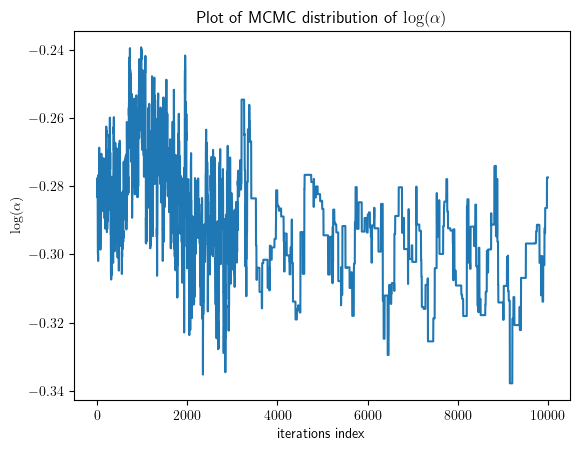 Plot of MCMC distribution of log(α)
−0.24
−0.26
−0.28
−0.30
−0.32
−0.34
log(α)
0 2000 4000 6000 8000 10000
iterations index